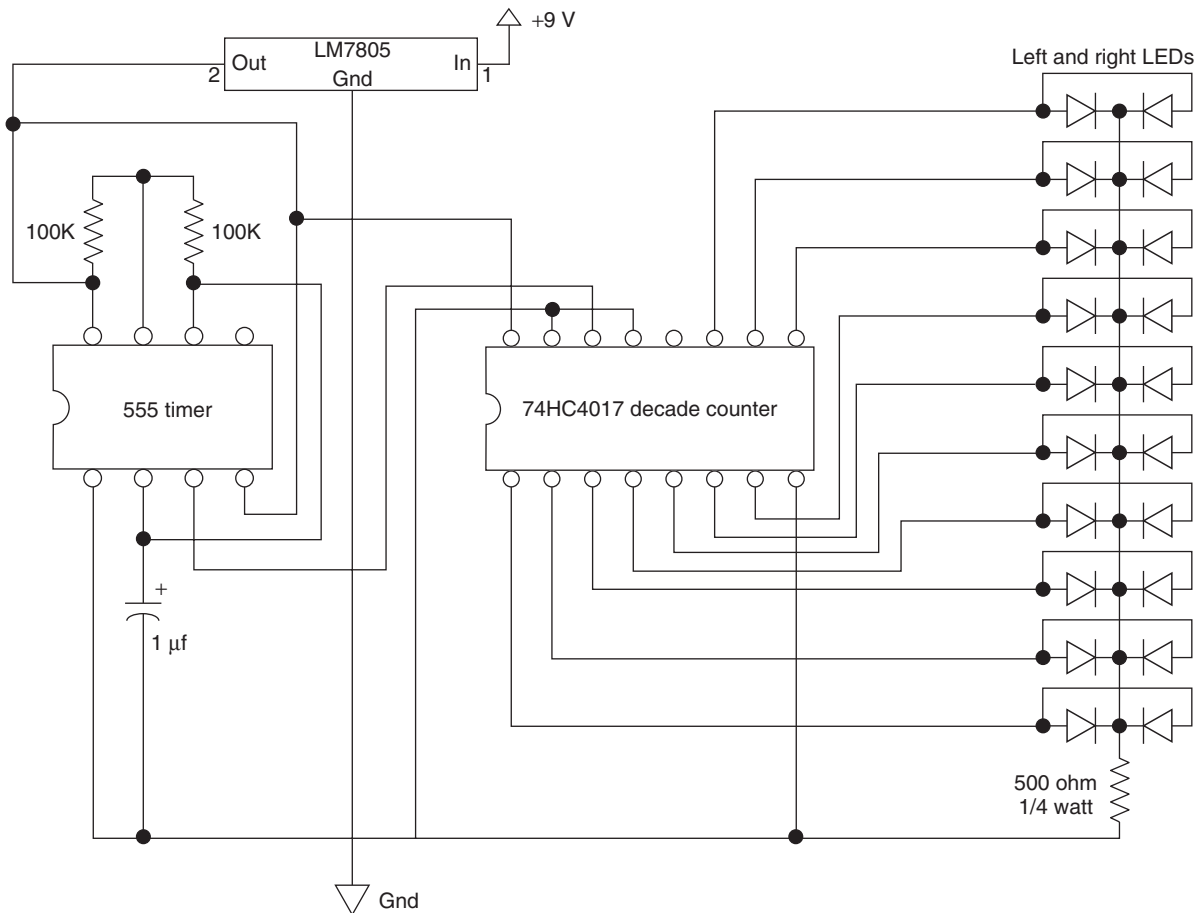 +9 V
LM7805
2 Out Gnd In 1
Left and right LEDs
100K
100K
555 timer
74HC4017 decade counter
+
1 µf
500 ohm
1/4 watt
Gnd